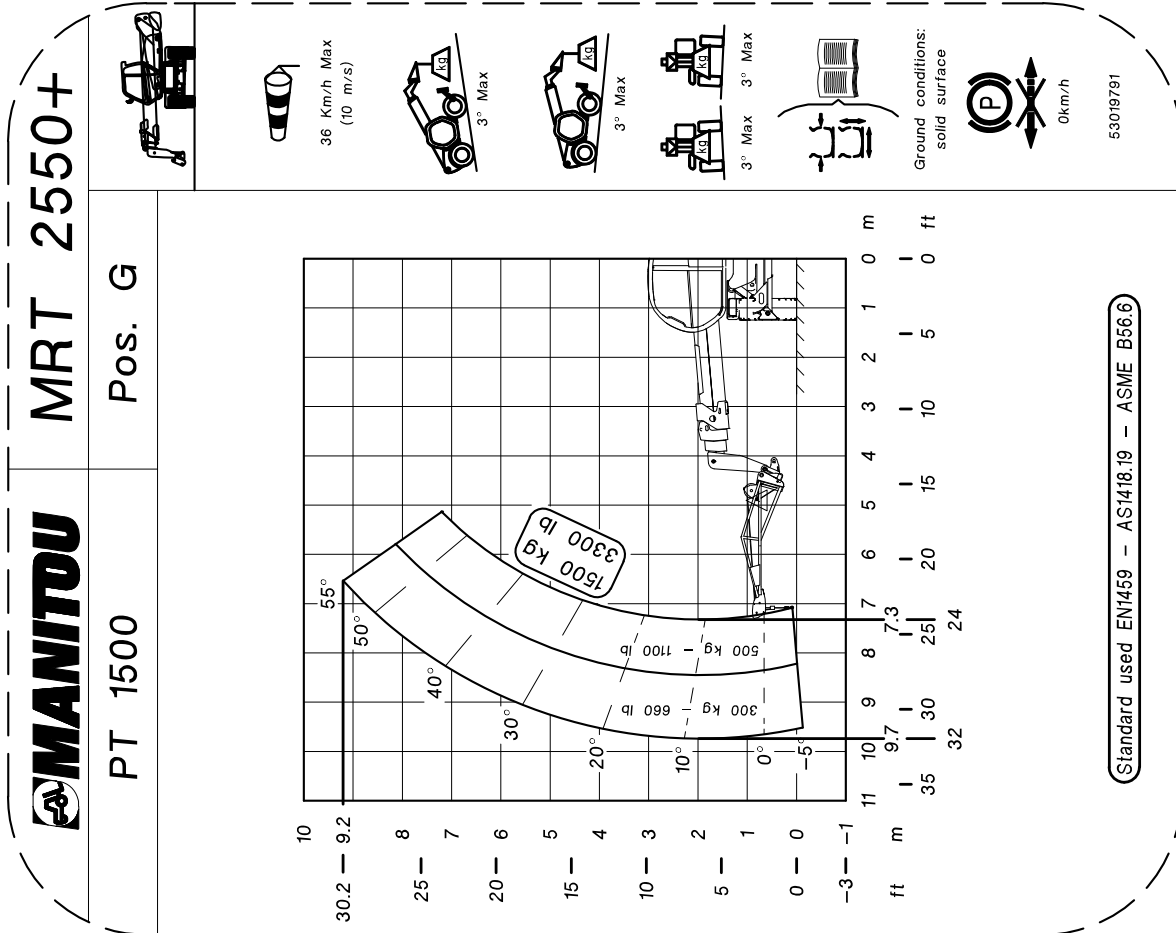 MANITOU
MRT 2550+
PT 1500
Pos. G
36 Km/h Max
(10 m/s)
kg
3° Max
kg
3° Max
kg
3° Max
kg
3° Max
Ground conditions:
solid surface
P
0km/h
53019791
10
30.2 9.2
8
25
7
20
6
5
15
4
10
3
2
5
1
0
0
-3 -1
ft m
55°
50°
40°
30°
20°
10°
0°
-5°
1500 kg
3300 lb
500 kg - 1100 lb
300 kg - 660 lb
11 10 9.7 9 8 7.3 7 6 5 4 3 2 1 0 m
35 32 30 25 24 20 15 10 5 0 ft
Standard used EN1459 - AS1418.19 - ASME B56.6